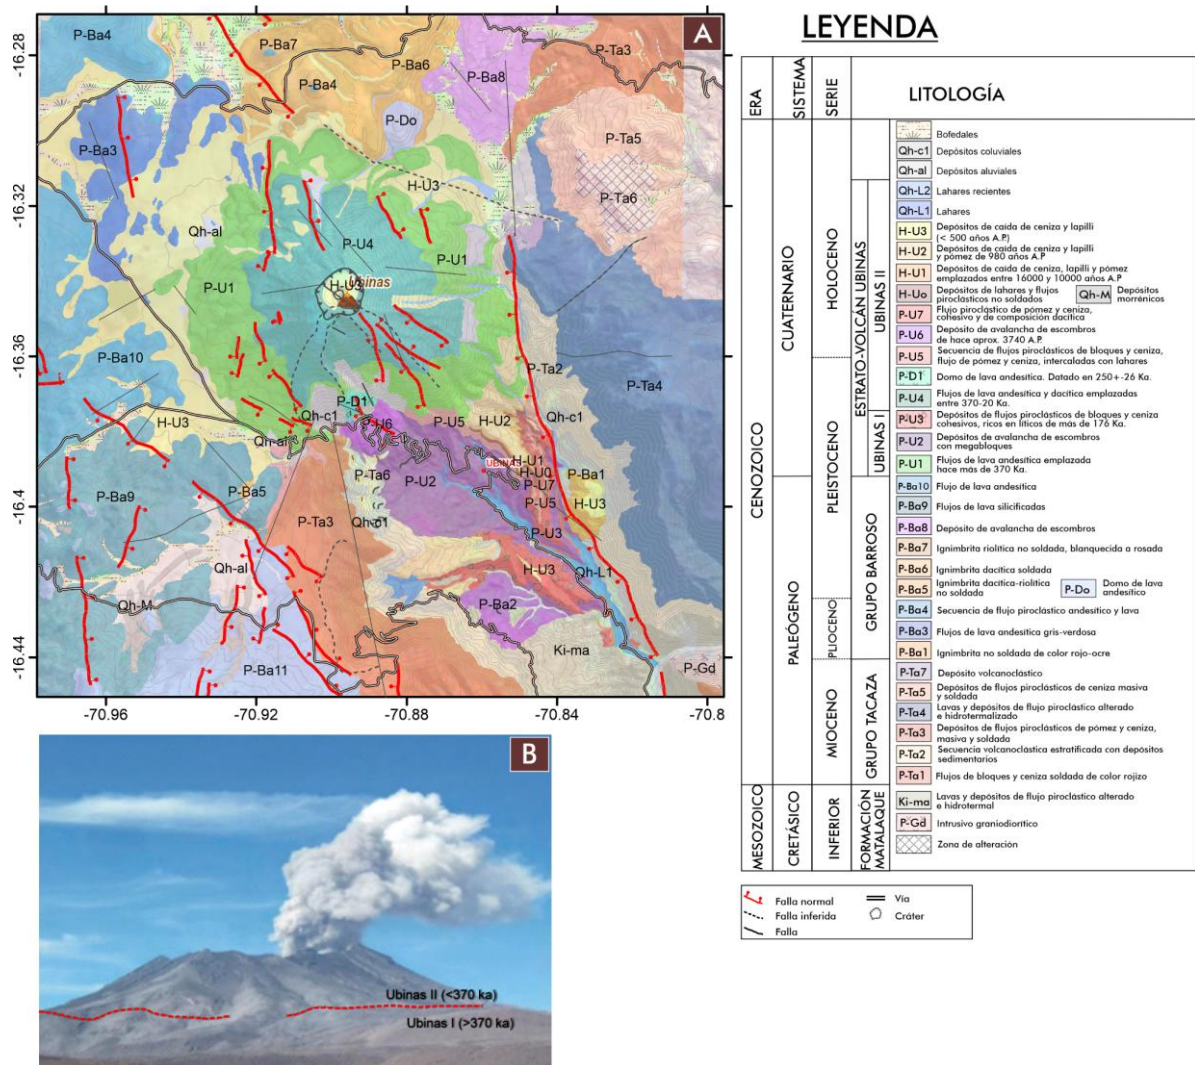 A
-16.28
-16.32
-16.36
-16.4
-16.44
-70.96
-70.92
-70.88
-70.84
-70.8
P-Ba4
P-Ba7
P-Ba6
P-Ta3
P-Ba4
P-Ba8
P-Do
P-Ta5
P-Ba3
H-U3
P-Ta6
Qh-al
P-U4
P-U1
Ubinas
P-U1
H-U3
P-Ba10
P-Ta2
P-Ta4
P-D1
Qh-c1
P-U6
P-U5
H-U2
Qh-c1
H-U3
Qh-al
UBINAS
H-U1
H-U0
P-Ta6
P-U2
P-U7
P-Ba1
P-Ba9
P-Ba5
P-U5
H-U3
P-Ta3
Qh-c1
P-U3
Qh-al
H-U3
Qh-L1
Qh-M
P-Ba2
Ki-ma
P-Ba11
P-Gd
B
Ubinas II (<370 ka)
Ubinas I (>370 ka)
LEYENDA
ERA
SISTEMA
SERIE
LITOLOGÍA
CENOZOICO
MESOZOICO
CUATERNARIO
PALEÓGENO
CRETÁSICO
HOLOCENO
PLEISTOCENO
PLIOCENO
MIOCENO
INFERIOR
ESTRATO-VOLCÁN UBINAS
UBINAS II
UBINAS I
GRUPO BARROSO
GRUPO TACAZA
FORMACIÓN
MATALAQUE
Bofedales
Qh-c1 Depósitos coluviales
Qh-al Depósitos aluviales
Qh-L2 Lahares recientes
Qh-L1 Lahares
H-U3 Depósitos de caída de ceniza y lapilli
(< 500 años A.P.)
H-U2 Depósitos de caída de ceniza y lapilli
y pómez de 980 años A.P
H-U1 Depósitos de caída de ceniza, lapilli y pómez
emplazados entre 16000 y 10000 años A.P
H-Uo Depósitos de lahares y flujos
piroclásticos no soldados
Qh-M Depósitos
morrénicos
P-U7 Flujo piroclástico de pómez y ceniza,
cohesivo y de composición dacítica
P-U6 Depósito de avalancha de escombros
de hace aprox. 3740 A.P.
P-U5 Secuencia de flujos piroclásticos de bloques y ceniza,
flujo de pómez y ceniza, intercaladas con lahares
P-D1 Domo de lava andesítica. Datado en 250+-26 Ka.
P-U4 Flujos de lava andesítica y dacítica emplazadas
entre 370-20 Ka.
P-U3 Depósitos de flujos piroclásticos de bloques y ceniza
cohesivos, ricos en líticos de más de 176 Ka.
P-U2 Depósitos de avalancha de escombros
con megabloques
P-U1 Flujos de lava andesítica emplazada
hace más de 370 Ka.
P-Ba10 Flujo de lava andesítica
P-Ba9 Flujos de lava silicificadas
P-Ba8 Depósito de avalancha de escombros
P-Ba7 Ignimbrita riolítica no soldada, blanquecida a rosada
P-Ba6 Ignimbrita dacítica soldada
P-Ba5 Ignimbrita dacítica-riolítica
no soldada
P-Do Domo de lava
andesítico
P-Ba4 Secuencia de flujo piroclástico andesítico y lava
P-Ba3 Flujos de lava andesítica gris-verdosa
P-Ba1 Ignimbrita no soldada de color rojo-ocre
P-Ta7 Depósito volcanoclástico
P-Ta5 Depósitos de flujos piroclásticos de ceniza masiva
y soldada
P-Ta4 Lavas y depósitos de flujo piroclástico alterado
e hidrotermalizado
P-Ta3 Depósitos de flujos piroclásticos de pómez y ceniza,
masiva y soldada
P-Ta2 Secuencia volcanoclástica estratificada con depósitos
sedimentarios
P-Ta1 Flujos de bloques y ceniza soldada de color rojizo
Ki-ma Lavas y depósitos de flujo piroclástico alterado
e hidrotermal
P-Gd Intrusivo graniodiorítico
Zona de alteración
Falla normal
Falla inferida
Falla
Vía
Cráter